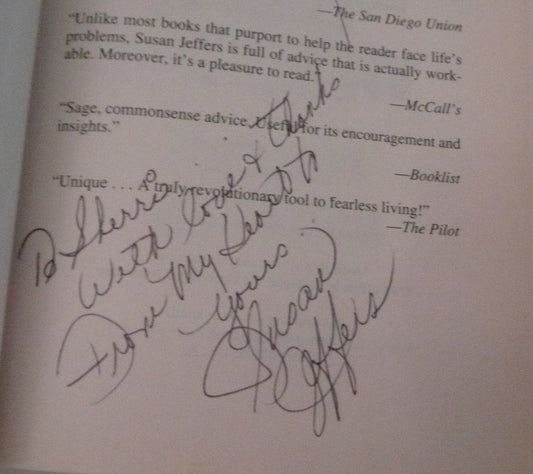 —The San Diego Union
“Unlike most books that purport to help the reader face life’s
problems, Susan Jeffers is full of advice that is actually work-
able. Moreover, it’s a pleasure to read.”
—McCall’s
“Sage, commonsense advice. Useful for its encouragement and
insights.”
—Booklist
“Unique . . . A truly revolutionary tool to fearless living!”
—The Pilot
To Sherri
With Love & Thanks
From My Heart to
Yours
Susan
Jeffers